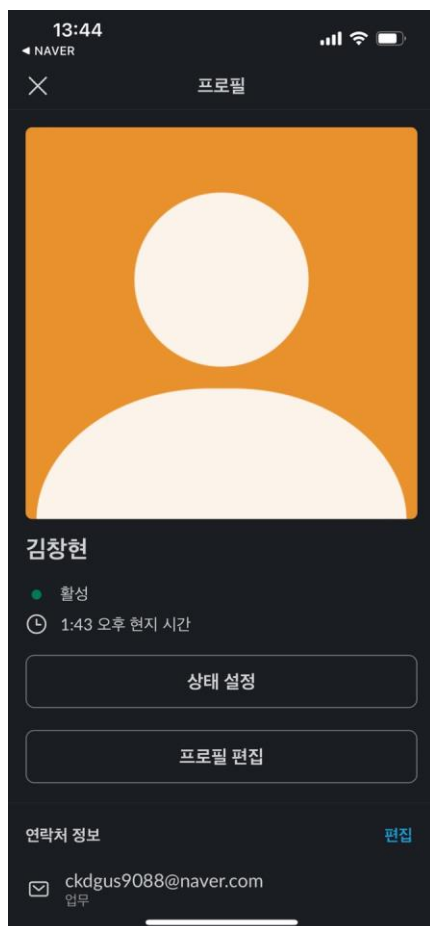 13:44
◀ NAVER
프로필
김창현
활성
1:43 오후 현지 시간
상태 설정
프로필 편집
연락처 정보
편집
ckdgus9088@naver.com
업무